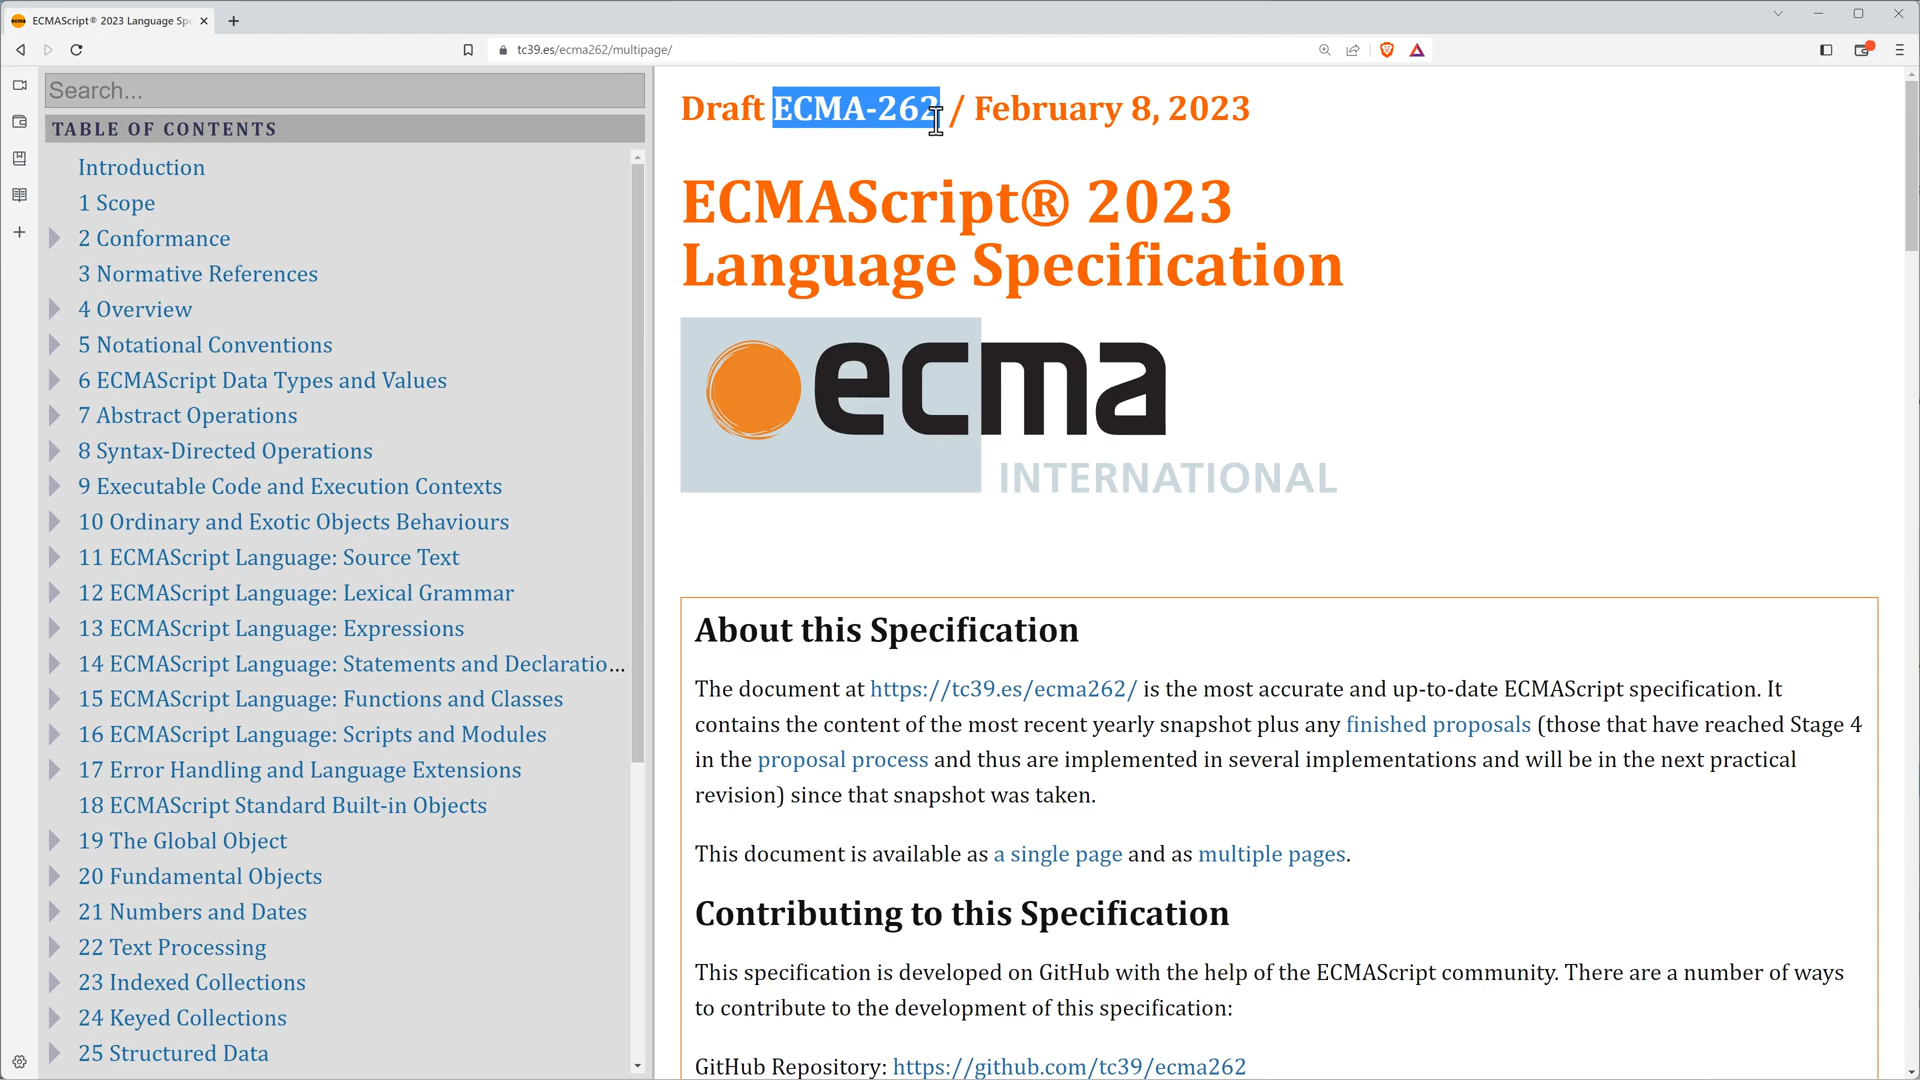 ECMAScript® 2023 Language Spe
tc39.es/ecma262/multipage/
Search...
TABLE OF CONTENTS
Introduction
1 Scope
2 Conformance
3 Normative References
4 Overview
5 Notational Conventions
6 ECMAScript Data Types and Values
7 Abstract Operations
8 Syntax-Directed Operations
9 Executable Code and Execution Contexts
10 Ordinary and Exotic Objects Behaviours
11 ECMAScript Language: Source Text
12 ECMAScript Language: Lexical Grammar
13 ECMAScript Language: Expressions
14 ECMAScript Language: Statements and Declaratio...
15 ECMAScript Language: Functions and Classes
16 ECMAScript Language: Scripts and Modules
17 Error Handling and Language Extensions
18 ECMAScript Standard Built-in Objects
19 The Global Object
20 Fundamental Objects
21 Numbers and Dates
22 Text Processing
23 Indexed Collections
24 Keyed Collections
25 Structured Data
Draft ECMA-262 / February 8, 2023
ECMAScript® 2023
Language Specification
ecma
INTERNATIONAL
About this Specification
The document at https://tc39.es/ecma262/ is the most accurate and up-to-date ECMAScript specification. It
contains the content of the most recent yearly snapshot plus any finished proposals (those that have reached Stage 4
in the proposal process and thus are implemented in several implementations and will be in the next practical
revision) since that snapshot was taken.
This document is available as a single page and as multiple pages.
Contributing to this Specification
This specification is developed on GitHub with the help of the ECMAScript community. There are a number of ways
to contribute to the development of this specification:
GitHub Repository: https://github.com/tc39/ecma262